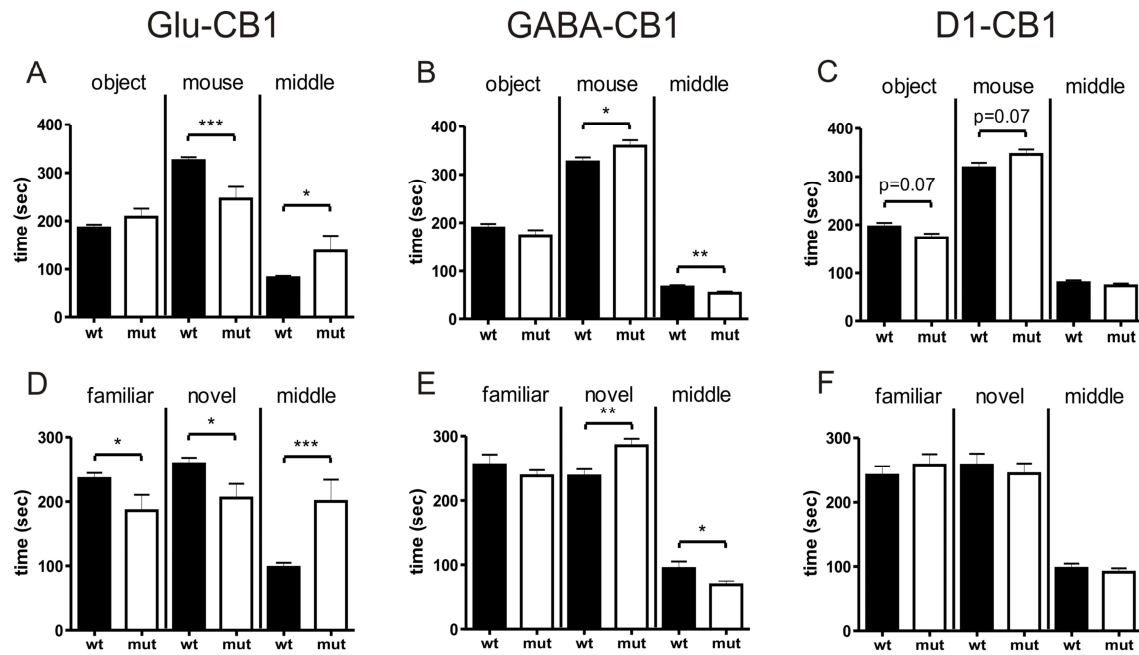 Glu-CB1 GABA-CB1 D1-CB1
A
object mouse middle
***
*
400
300
200
100
0
time (sec)
wt mut wt mut wt mut
B
object mouse middle
*
**
400
300
200
100
0
time (sec)
wt mut wt mut wt mut
C
object mouse middle
p=0.07
p=0.07
400
300
200
100
0
time (sec)
wt mut wt mut wt mut
D
familiar novel middle
*
*
***
300
200
100
0
time (sec)
wt mut wt mut wt mut
E
familiar novel middle
**
*
300
200
100
0
time (sec)
wt mut wt mut wt mut
F
familiar novel middle
300
200
100
0
time (sec)
wt mut wt mut wt mut